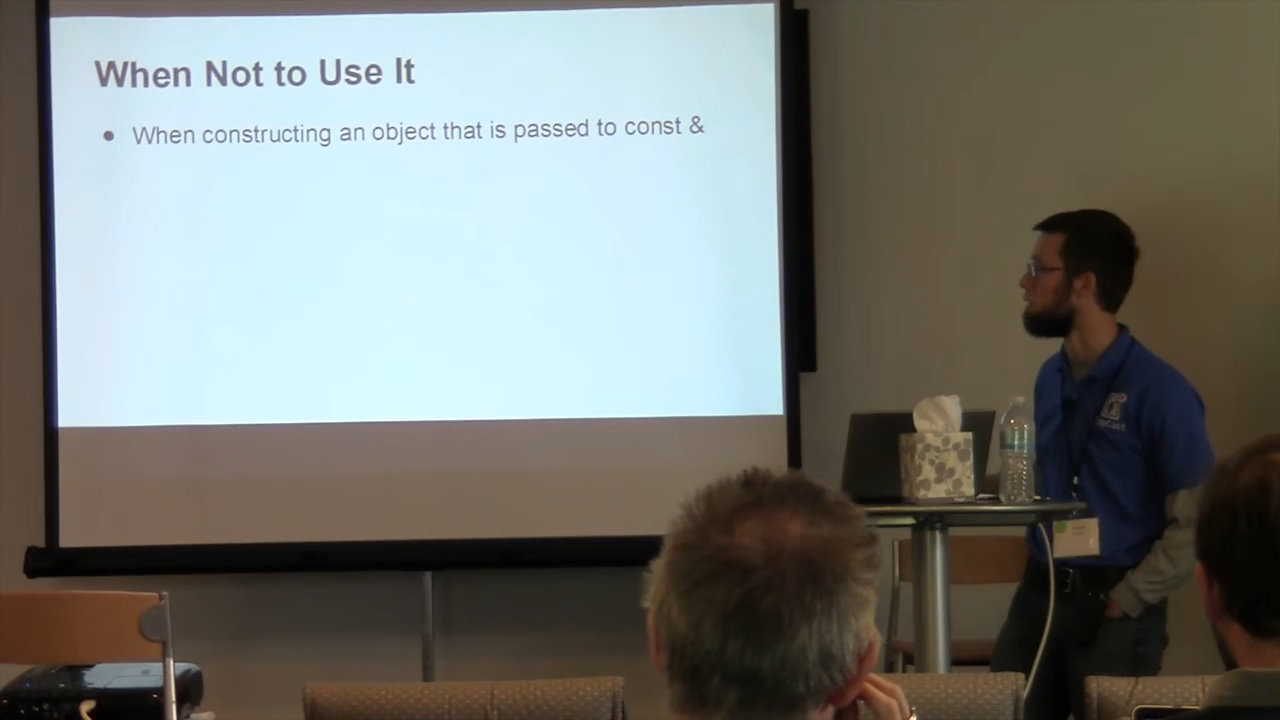 When Not to Use It
● When constructing an object that is passed to const &